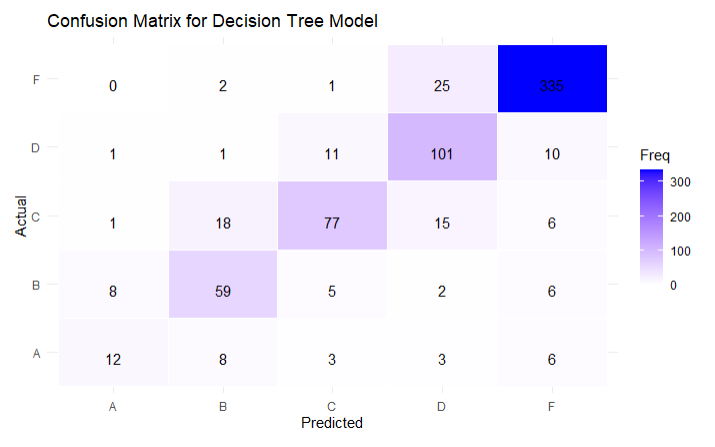 Confusion Matrix for Decision Tree Model
F 0 2 1 25 335
D 1 1 11 101 10
C 1 18 77 15 6
B 8 59 5 2 6
A 12 8 3 3 6
A B C D F
Predicted
Actual
Freq
300
200
100
0